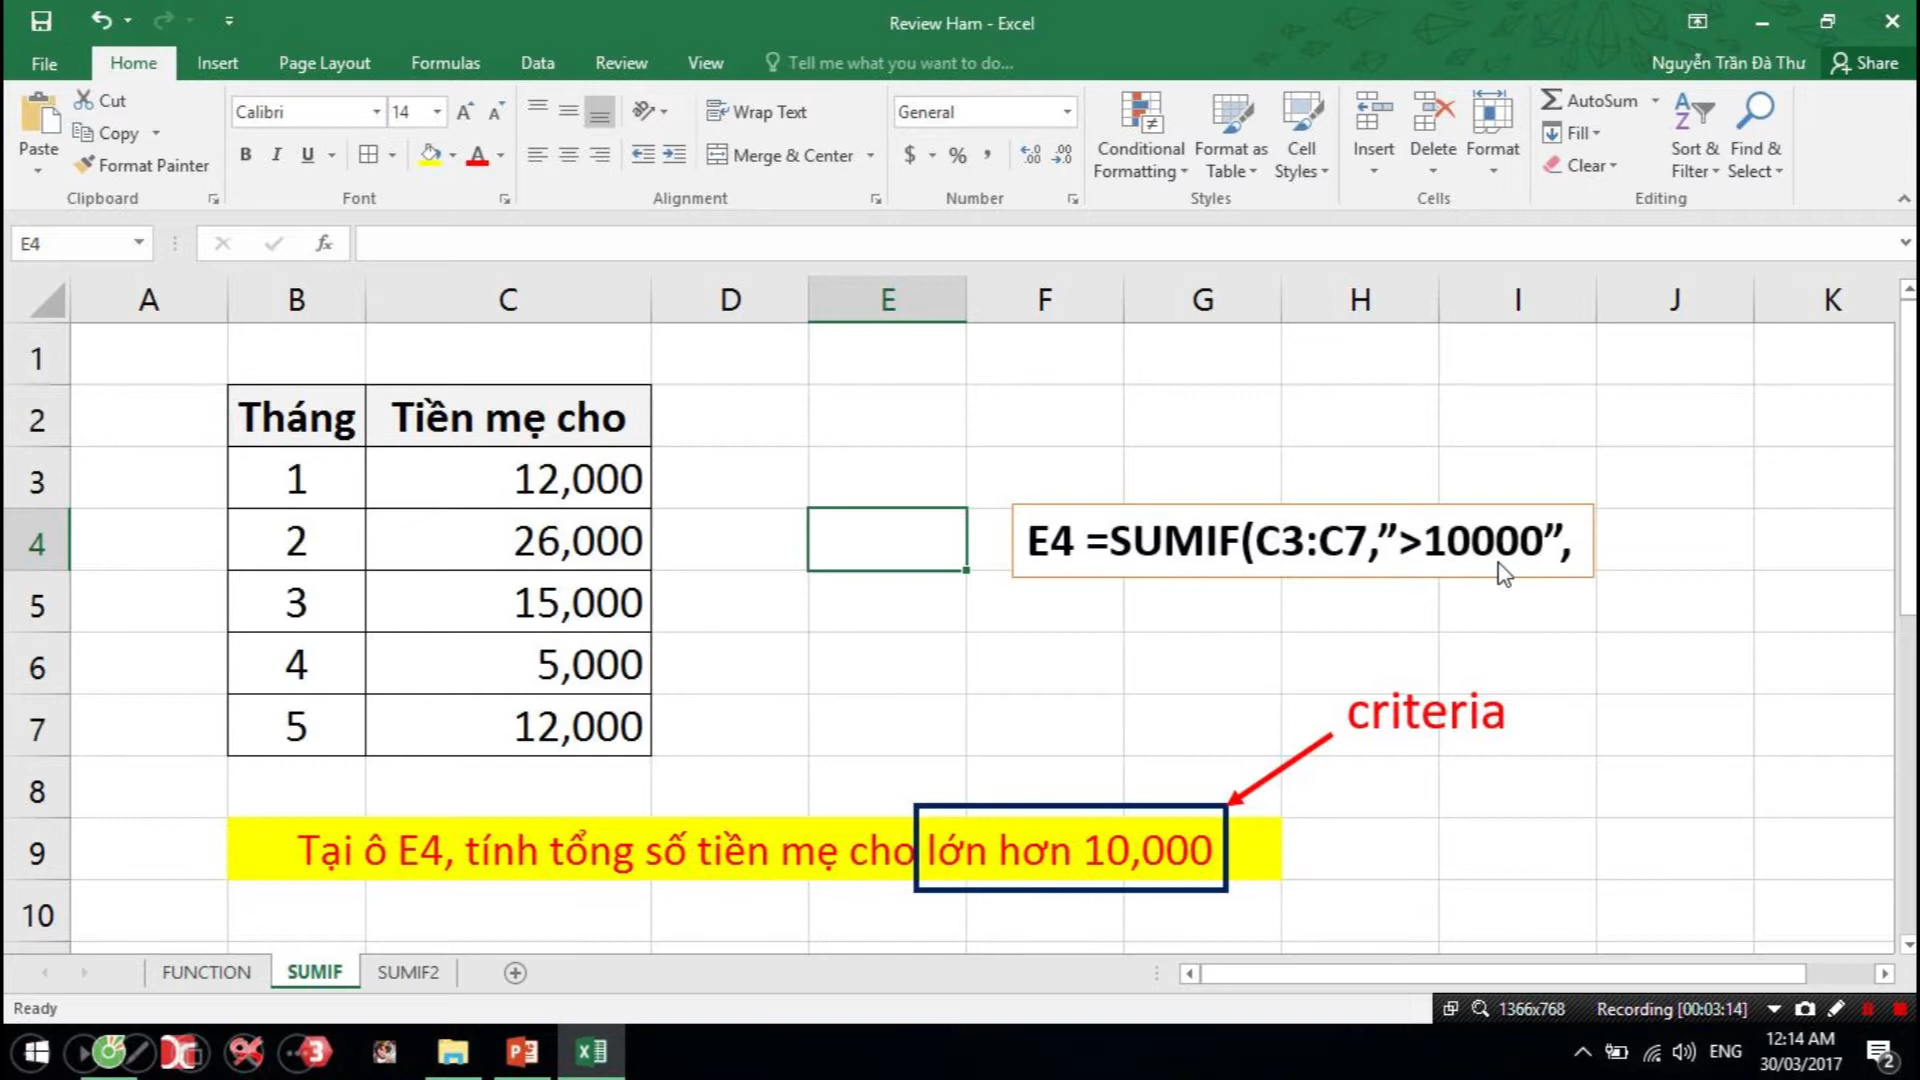 Review Ham - Excel
File Home Insert Page Layout Formulas Data Review View Tell me what you want to do... Nguyễn Trần Đà Thư Share
Paste
Cut
Copy
Format Painter
Clipboard
Calibri 14
B I U
Font
Wrap Text
Merge & Center
Alignment
General
$ % ,
Number
Conditional Formatting
Format as Table
Cell Styles
Styles
Insert Delete Format
Cells
AutoSum
Fill
Clear
Sort & Filter
Find & Select
Editing
E4 fx
A B C D E F G H I J K
1
2 Tháng Tiền mẹ cho
3 1 12,000
4 2 26,000 E4 =SUMIF(C3:C7,”>10000”,
5 3 15,000
6 4 5,000
7 5 12,000
criteria
8
9 Tại ô E4, tính tổng số tiền mẹ cho lớn hơn 10,000
10
FUNCTION SUMIF SUMIF2
Ready
1366x768 Recording [00:03:14]
ENG 12:14 AM
30/03/2017
2